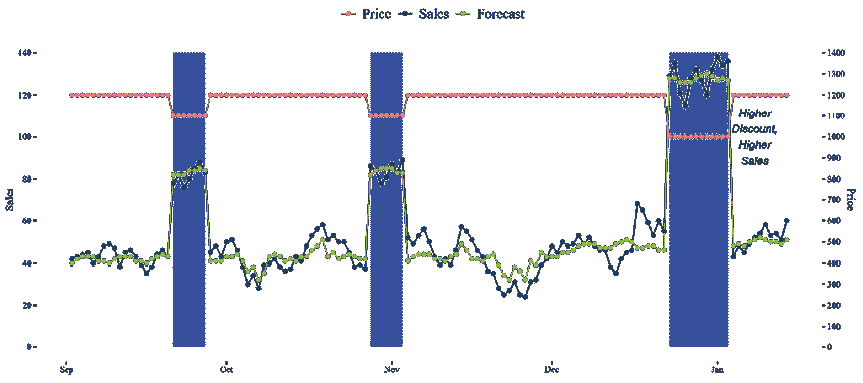 Price Sales Forecast
140 1400
1300
120 1200
1100
100 1000
900
80 800
700
60 600
500
40 400
300
20 200
140
0 0
Sales
Price
Higher
Discount,
Higher
Sales
Sep Oct Nov Dec Jan